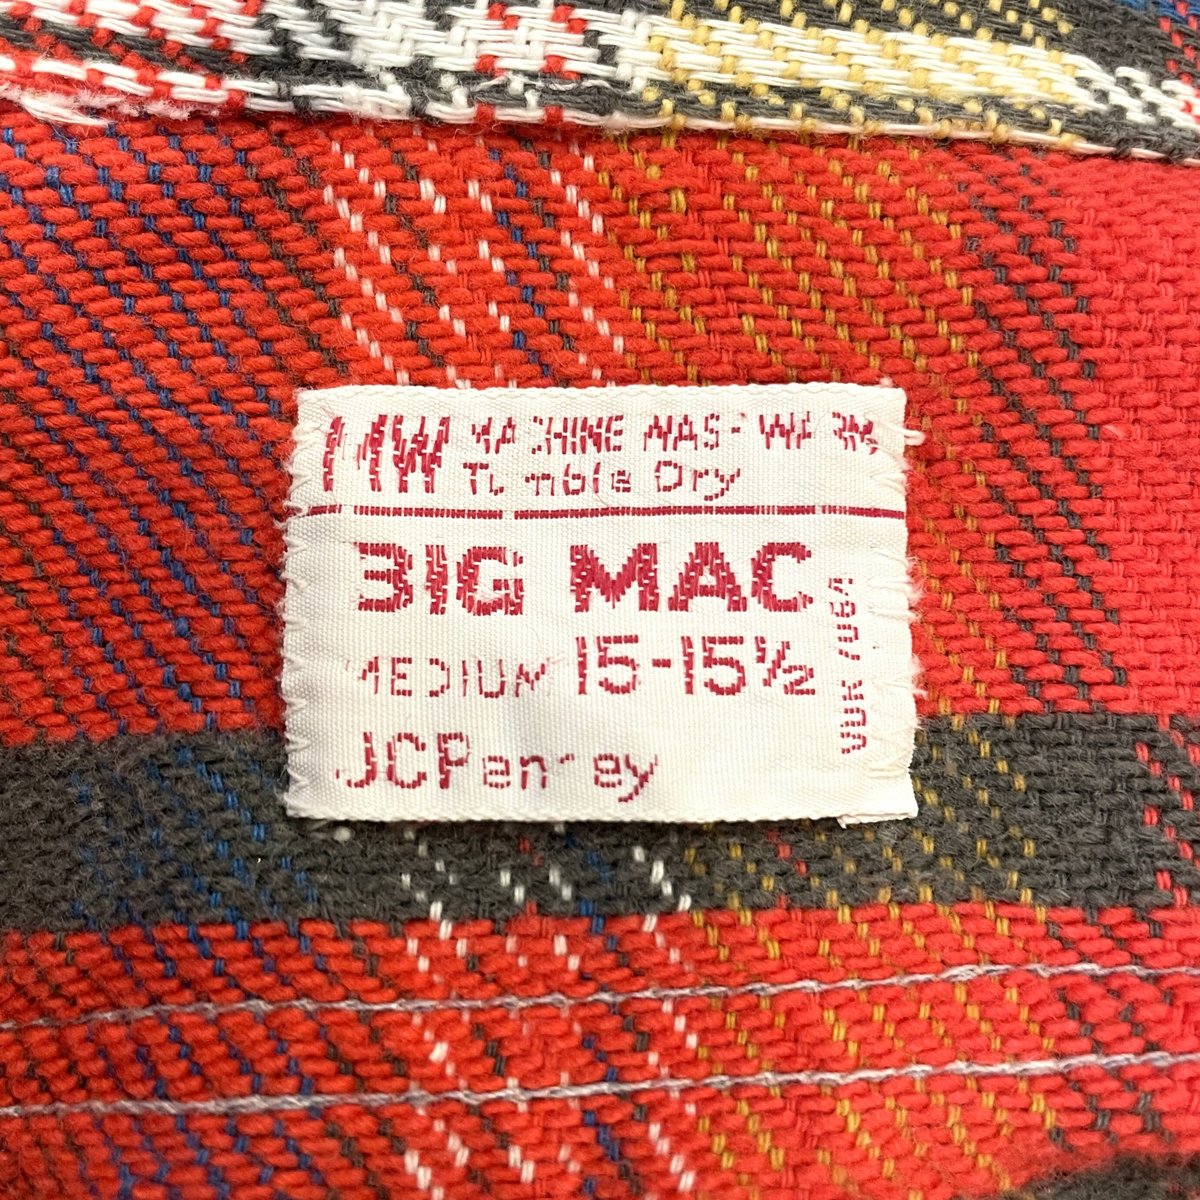 MW MACHINE WASH WARM,
Tumble Dry
BIG MAC
MEDIUM 15-15½
JCPenney